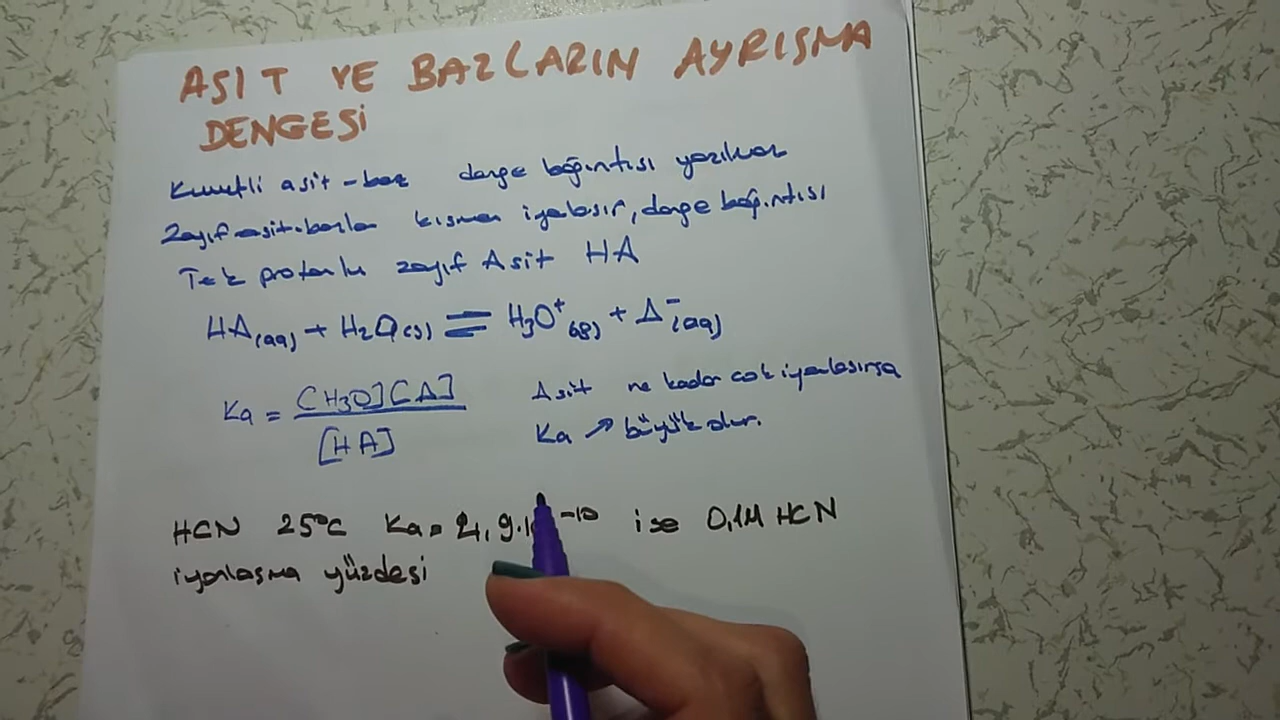 ASIT VE BAZLARIN AYRIŞMA
DENGESİ
Kuvvetli asit-baz denge bağıntısı yazılmaz
Zayıf asit-bazlar kısmen iyonlaşır, denge bağıntısı
Tek protonlu zayıf Asit HA
HA(aq) + H2O(s) ⇌ H3O+(aq) + A-(aq)
Ka = [H3O][A] / [HA]
Asit ne kadar çok iyonlaşırsa
Ka ↗ büyük olur.
HCN 25°C Ka = 4,9.10-10 ise 0,1M HCN
iyonlaşma yüzdesi